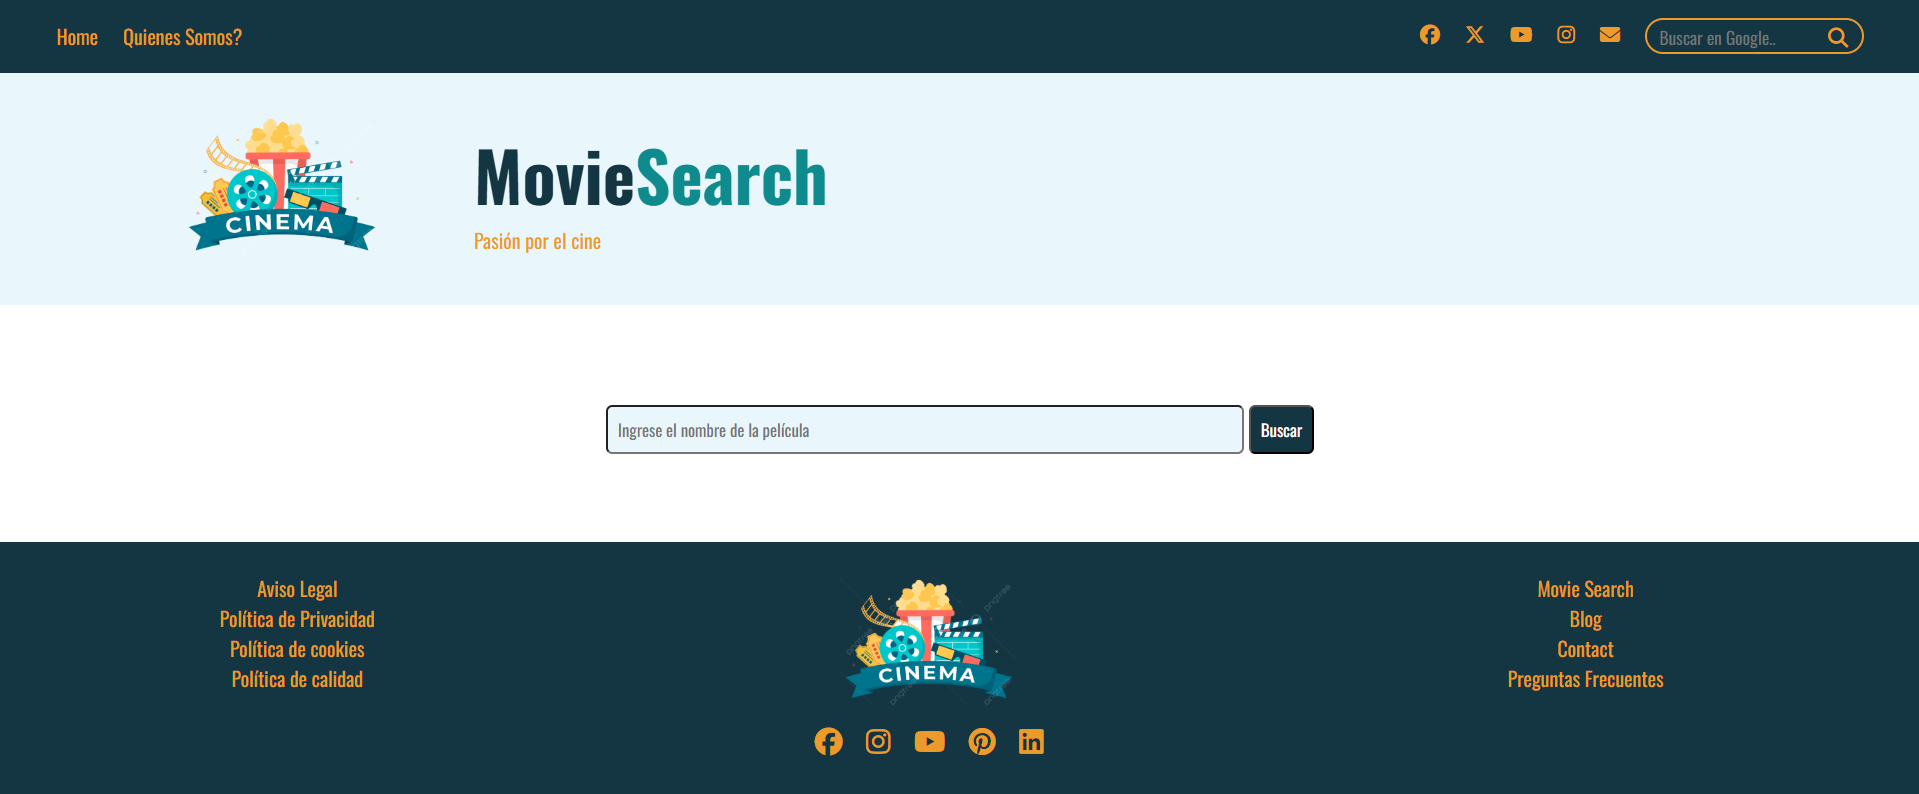 Home Quienes Somos? Buscar en Google..
CINEMA
MovieSearch
Pasión por el cine
Ingrese el nombre de la película Buscar
Aviso Legal
Política de Privacidad
Política de cookies
Política de calidad
pngtree
CINEMA
Movie Search
Blog
Contact
Preguntas Frecuentes